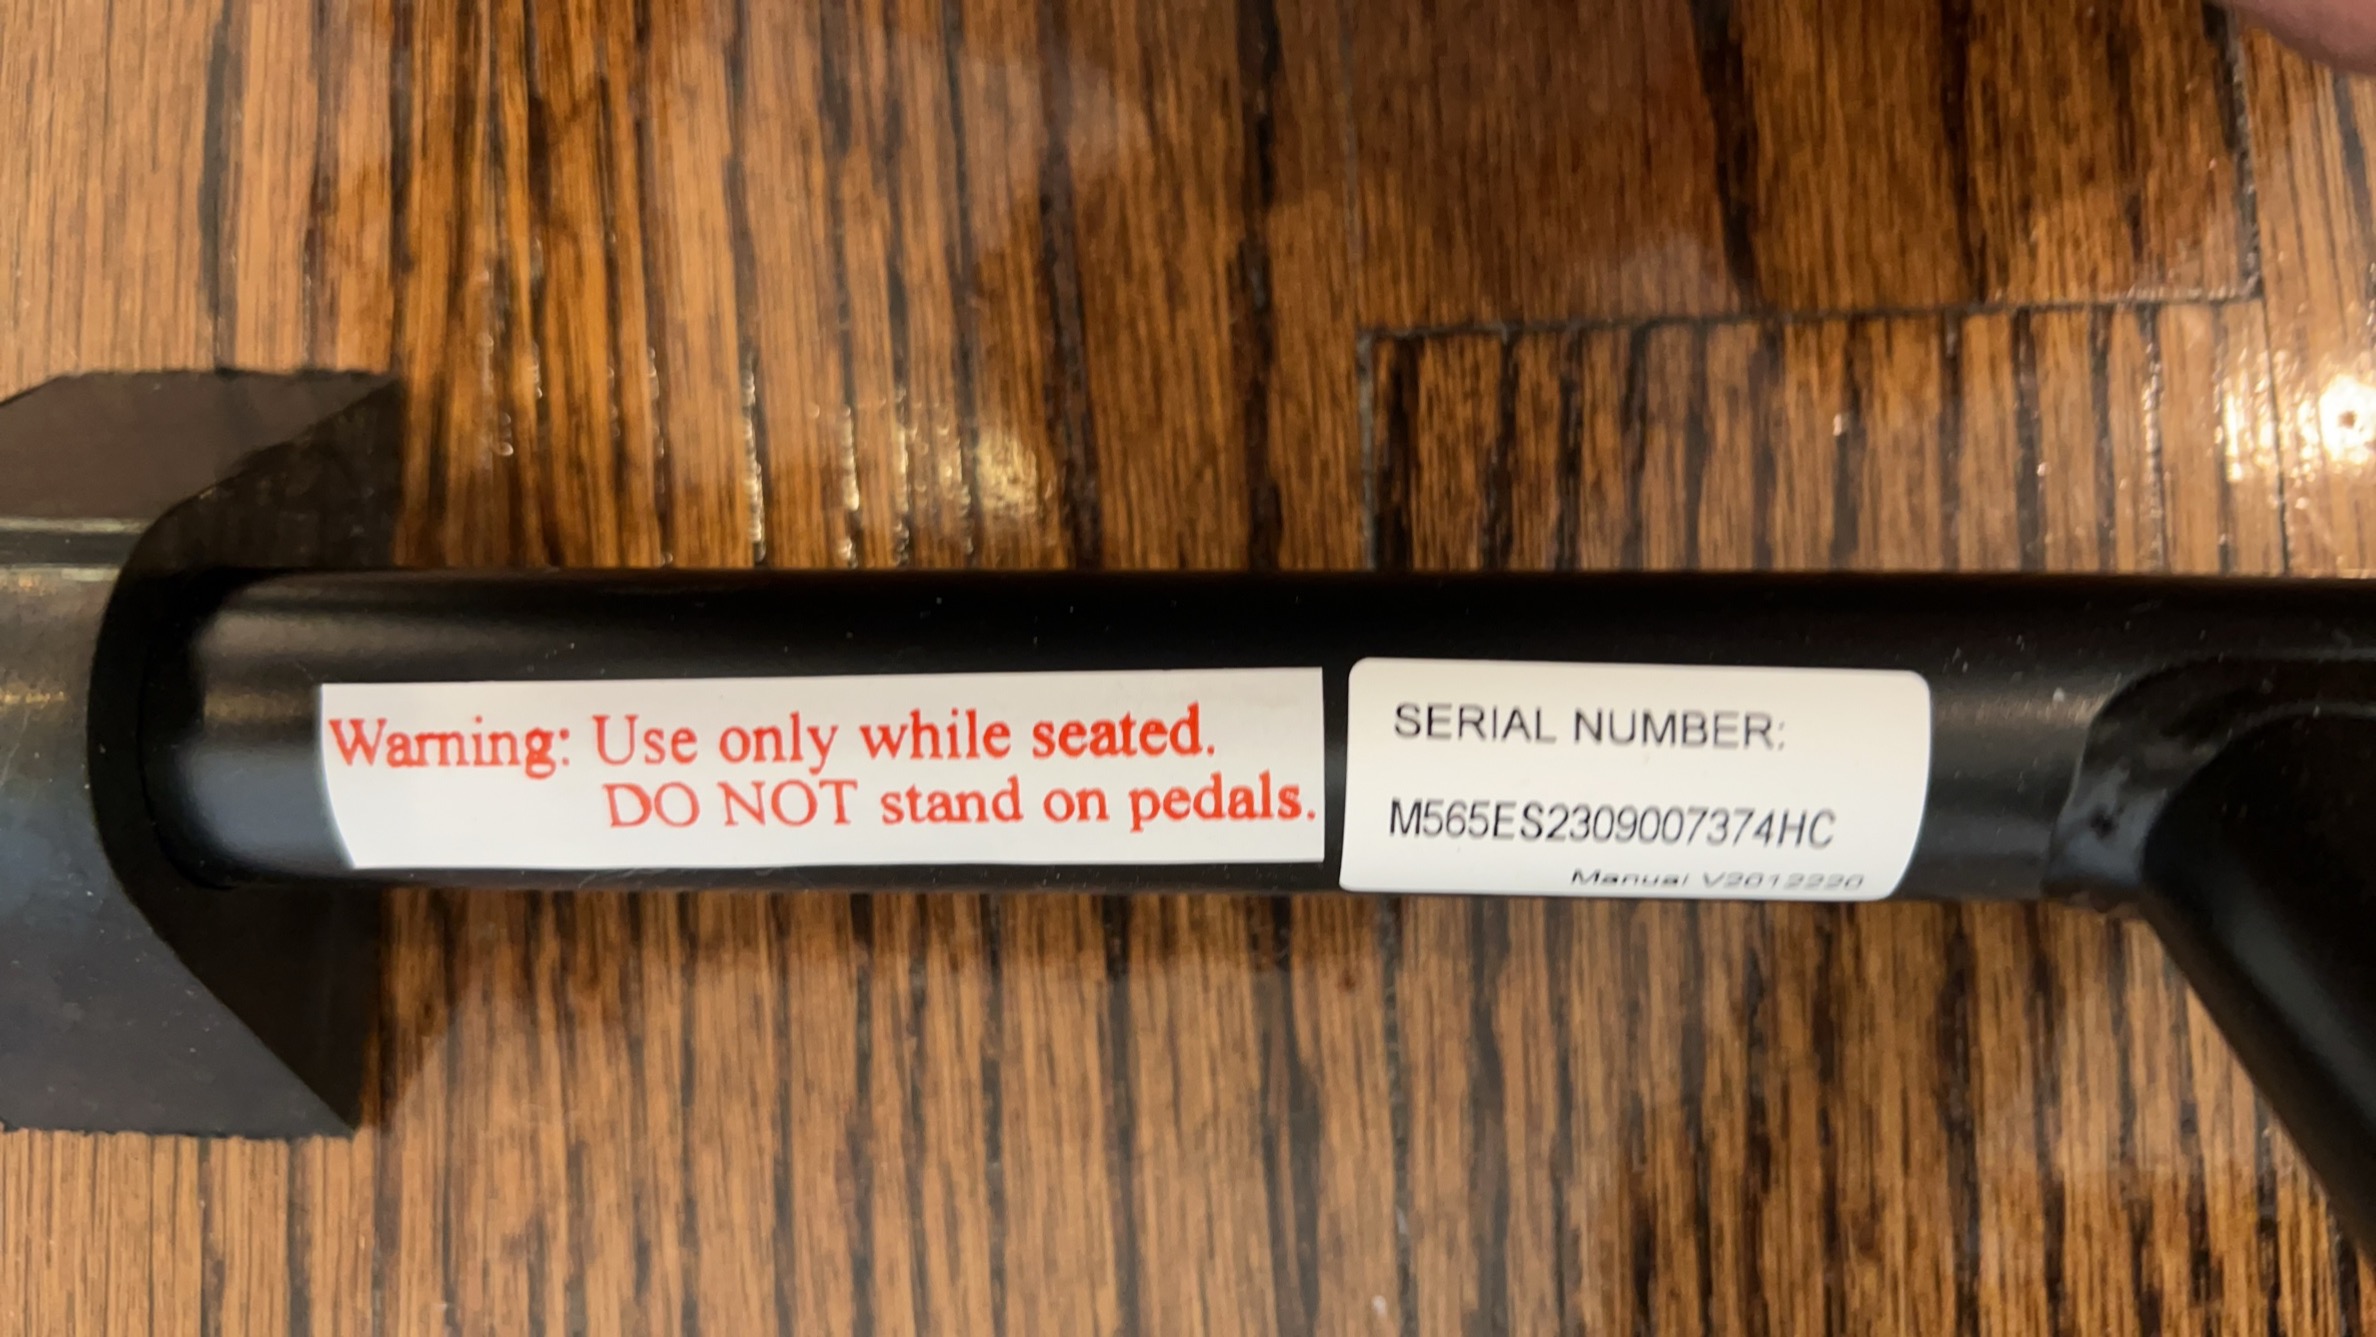 Warning: Use only while seated.
DO NOT stand on pedals.
SERIAL NUMBER:
M565ES2309007374HC
Manual V2012220